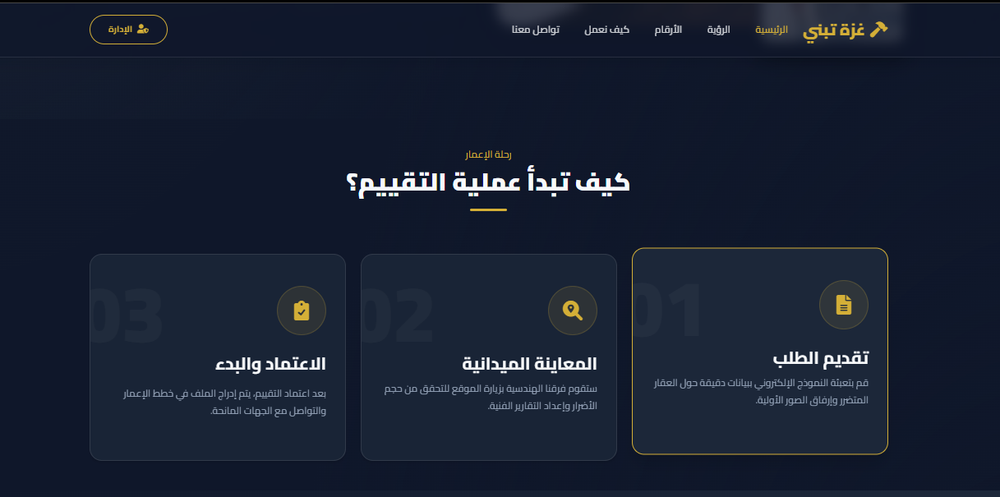 غزة تبني
الرئيسية
الرؤية
الأرقام
كيف نعمل
تواصل معنا
الإدارة
رحلة الإعمار
كيف تبدأ عملية التقييم؟
01
تقديم الطلب
قم بتعبئة النموذج الإلكتروني ببيانات دقيقة حول العقار
المتضرر وإرفاق الصور الأولية.
02
المعاينة الميدانية
ستقوم فرقنا الهندسية بزيارة الموقع للتحقق من حجم
الأضرار وإعداد التقارير الفنية.
03
الاعتماد والبدء
بعد اعتماد التقييم، يتم إدراج الملف في خطط الإعمار
والتواصل مع الجهات المانحة.